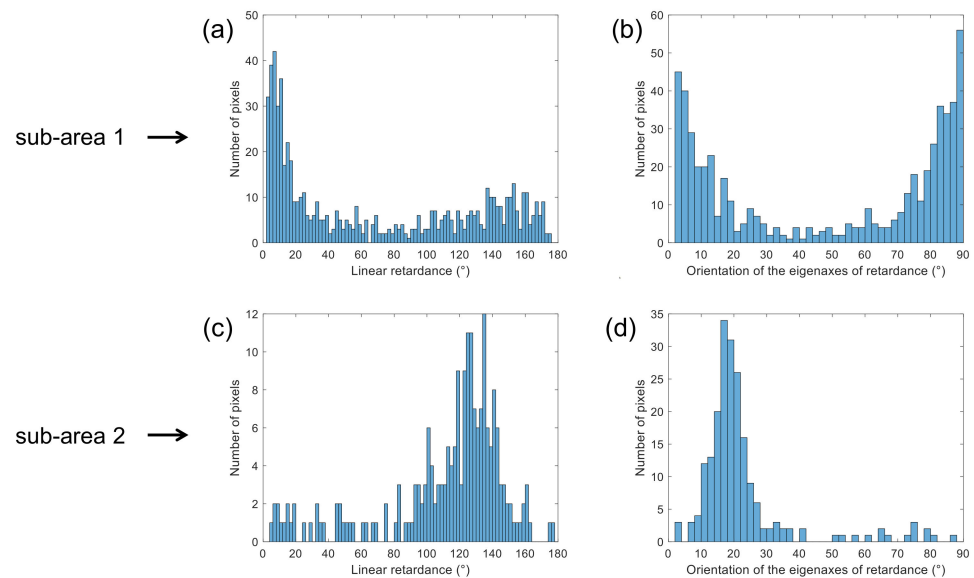 (a)
50
40
30
20
10
0
Number of pixels
0 20 40 60 80 100 120 140 160 180
Linear retardance (°)
(b)
60
50
40
30
20
10
0
Number of pixels
0 10 20 30 40 50 60 70 80 90
Orientation of the eigenaxes of retardance (°)
sub-area 1
(c)
12
10
8
6
4
2
0
Number of pixels
0 20 40 60 80 100 120 140 160 180
Linear retardance (°)
(d)
35
30
25
20
15
10
5
0
Number of pixels
0 10 20 30 40 50 60 70 80 90
Orientation of the eigenaxes of retardance (°)
sub-area 2